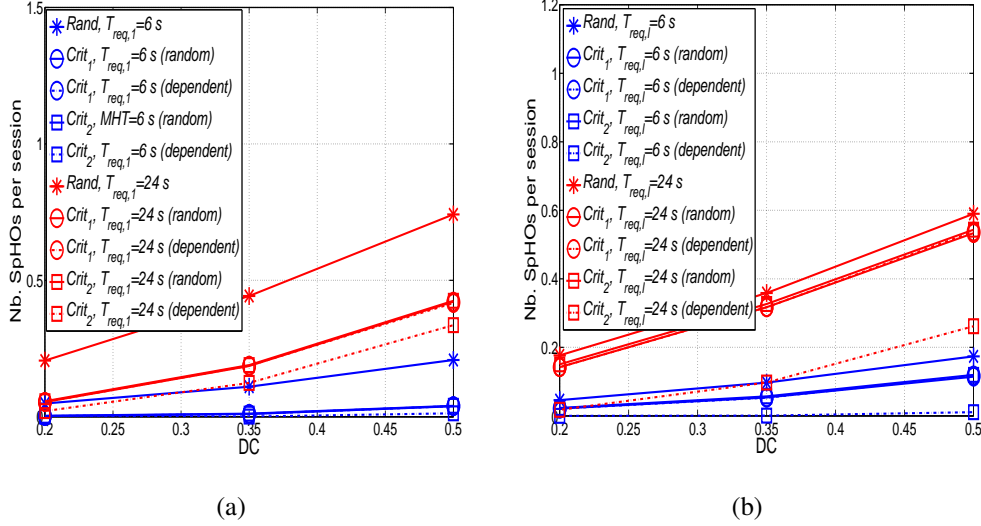 (a)
Nb. SpHOs per session
1.5
1
0.5
0
0.2
0.25
0.3
0.35
0.4
0.45
0.5
DC
Rand, T_req,1=6 s
Crit_1, T_req,1=6 s (random)
Crit_1, T_req,1=6 s (dependent)
Crit_2, MHT=6 s (random)
Crit_2, T_req,1=6 s (dependent)
Rand, T_req,1=24 s
Crit_1, T_req,1=24 s (random)
Crit_1, T_req,1=24 s (dependent)
Crit_2, T_req,1=24 s (random)
Crit_2, T_req,1=24 s (dependent)
(a)
(b)
Nb. SpHOs per session
1.2
1
0.8
0.6
0.4
0.2
0
0.2
0.25
0.3
0.35
0.4
0.45
0.5
DC
Rand, T_req,l=6 s
Crit_1, T_req,l=6 s (random)
Crit_1, T_req,l=6 s (dependent)
Crit_2, T_req,l=6 s (random)
Crit_2, T_req,l=6 s (dependent)
Rand, T_req,l=24 s
Crit_1, T_req,l=24 s (random)
Crit_1, T_req,l=24 s (dependent)
Crit_2, T_req,l=24 s (random)
Crit_2, T_req,l=24 s (dependent)
(b)